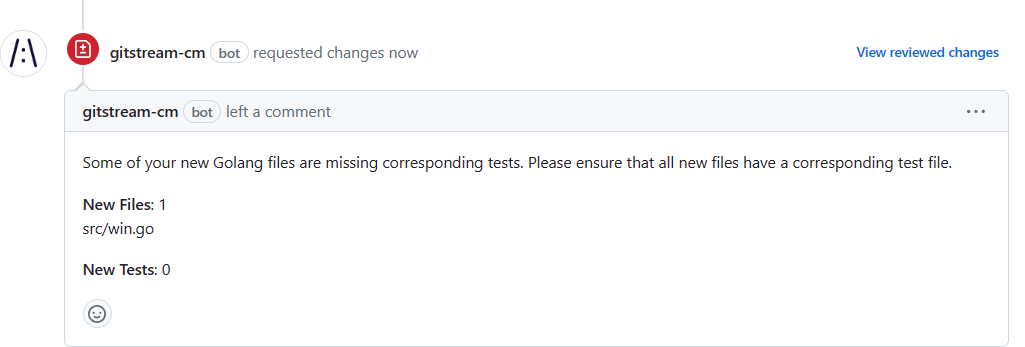 gitstream-cm bot requested changes now View reviewed changes
gitstream-cm bot left a comment ...
Some of your new Golang files are missing corresponding tests. Please ensure that all new files have a corresponding test file.
New Files: 1
src/win.go
New Tests: 0